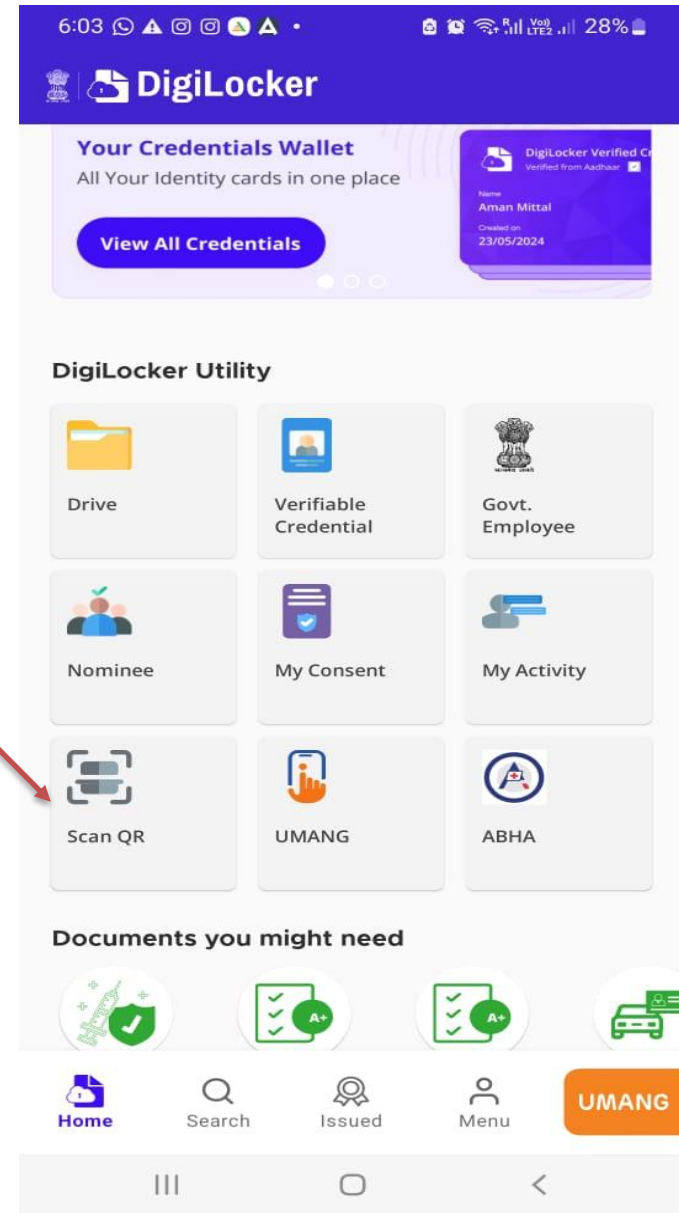 6:03 28%
DigiLocker
Your Credentials Wallet
All Your Identity cards in one place
View All Credentials
DigiLocker Verified
Verified from Aadhaar
Name
Aman Mittal
Created on
23/05/2024
DigiLocker Utility
Drive
Verifiable
Credential
Govt.
Employee
Nominee
My Consent
My Activity
Scan QR
UMANG
ABHA
Documents you might need
A+
A+
Home
Search
Issued
Menu
UMANG